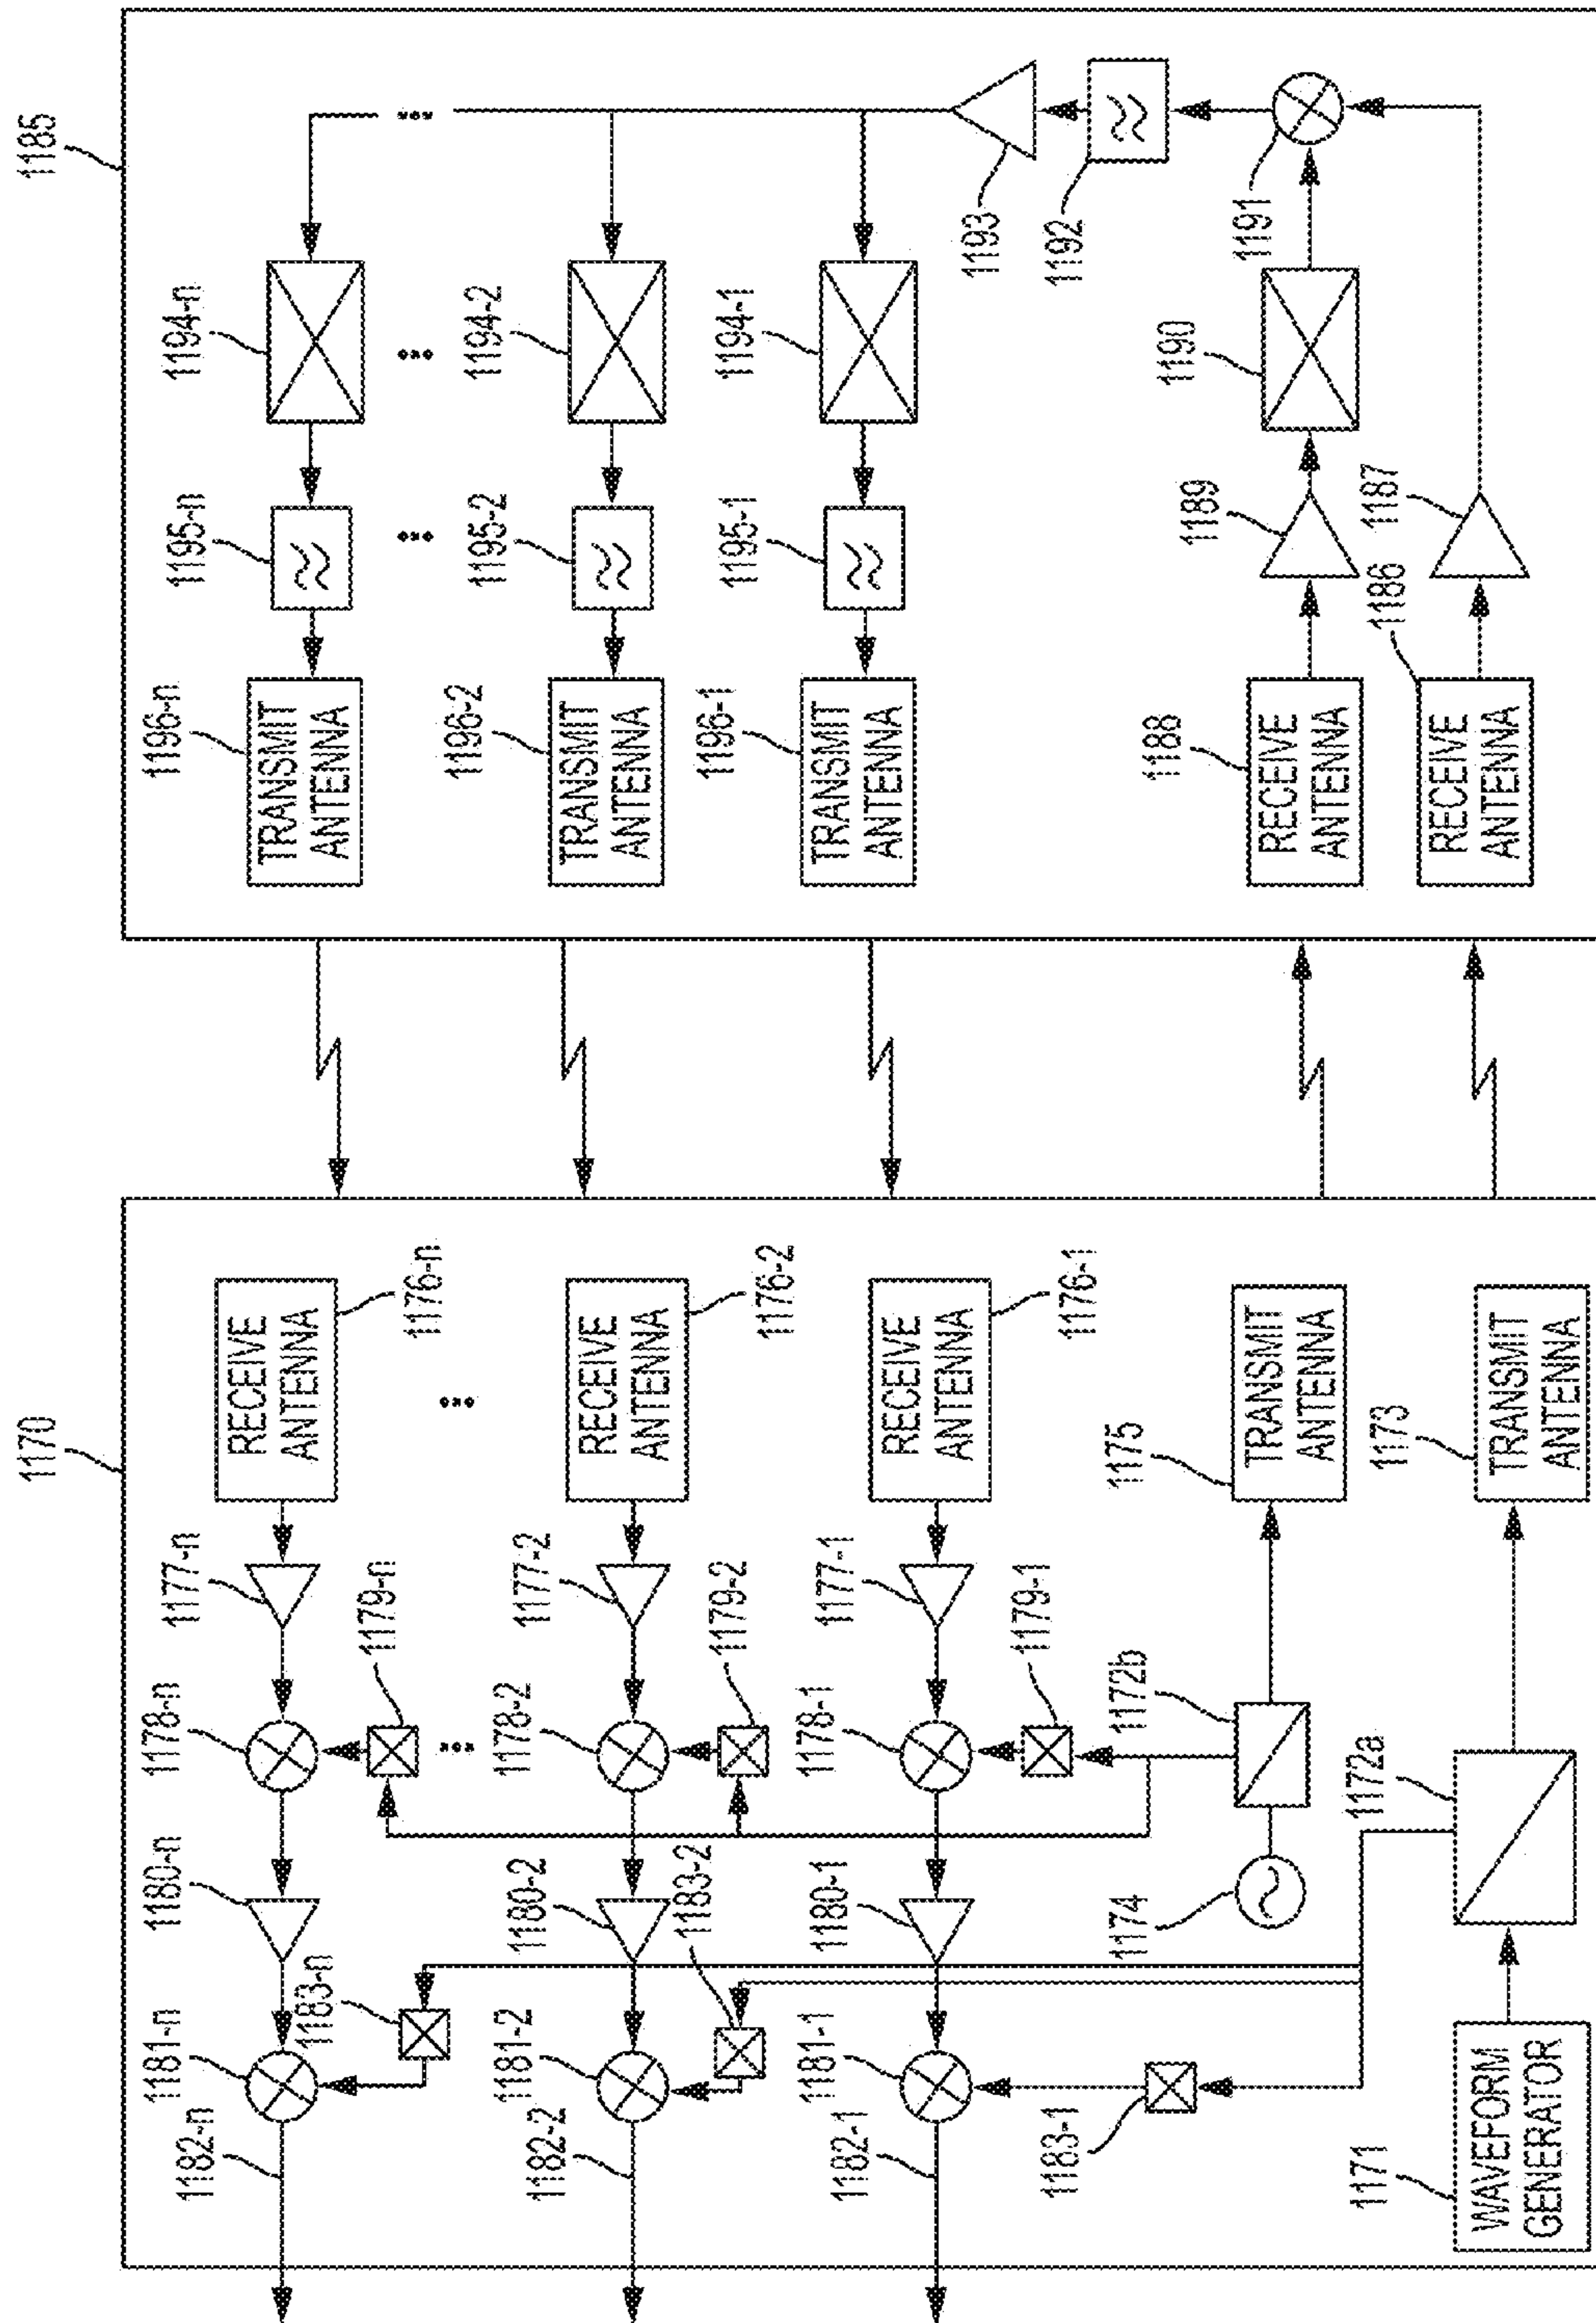 1170
1182-n
1181-n
1180-n
1178-n
1177-n
RECEIVE
ANTENNA
1176-n
1183-n
1179-n
1182-2
1181-2
1180-2
1183-2
1178-2
1177-2
1179-2
RECEIVE
ANTENNA
1176-2
1182-1
1181-1
1180-1
1178-1
1177-1
1179-1
RECEIVE
ANTENNA
1176-1
1183-1
1174
1172b
1175
TRANSMIT
ANTENNA
1171
WAVEFORM
GENERATOR
1172a
1173
TRANSMIT
ANTENNA
1185
1196-n
TRANSMIT
ANTENNA
1195-n
1194-n
1196-2
TRANSMIT
ANTENNA
1195-2
1194-2
1196-1
TRANSMIT
ANTENNA
1195-1
1194-1
1193
1192
1188
RECEIVE
ANTENNA
1189
1190
1191
1186
RECEIVE
ANTENNA
1187